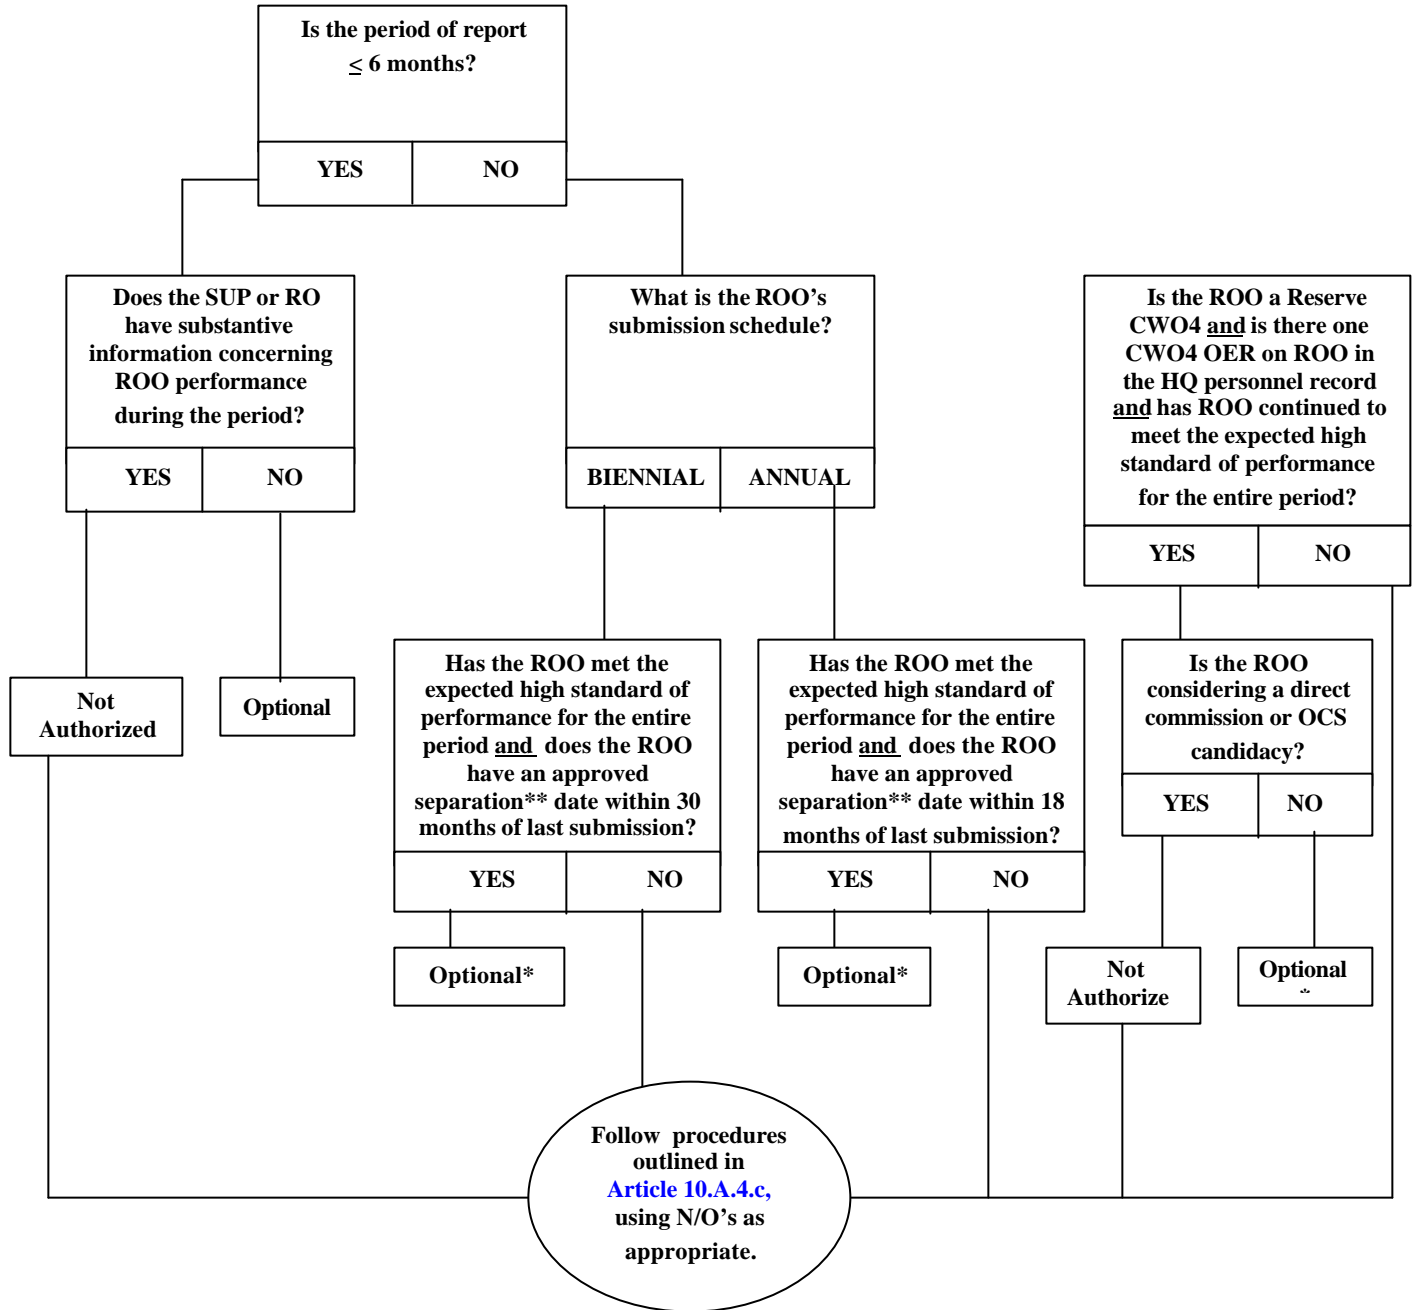 Is the period of report
≤ 6 months?
YES
NO
Does the SUP or RO
have substantive
information concerning
ROO performance
during the period?
YES
NO
Not
Authorized
Optional
What is the ROO’s
submission schedule?
BIENNIAL
ANNUAL
Has the ROO met the
expected high standard of
performance for the entire
period and does the ROO
have an approved
separation** date within 30
months of last submission?
YES
NO
Optional*
Has the ROO met the
expected high standard of
performance for the entire
period and does the ROO
have an approved
separation** date within 18
months of last submission?
YES
NO
Optional*
Is the ROO a Reserve
CWO4 and is there one
CWO4 OER on ROO in
the HQ personnel record
and has ROO continued to
meet the expected high
standard of performance
for the entire period?
YES
NO
Is the ROO
considering a direct
commission or OCS
candidacy?
YES
NO
Not
Authorize
Optional
*
Follow procedures
outlined in
Article 10.A.4.c,
using N/O’s as
appropriate.